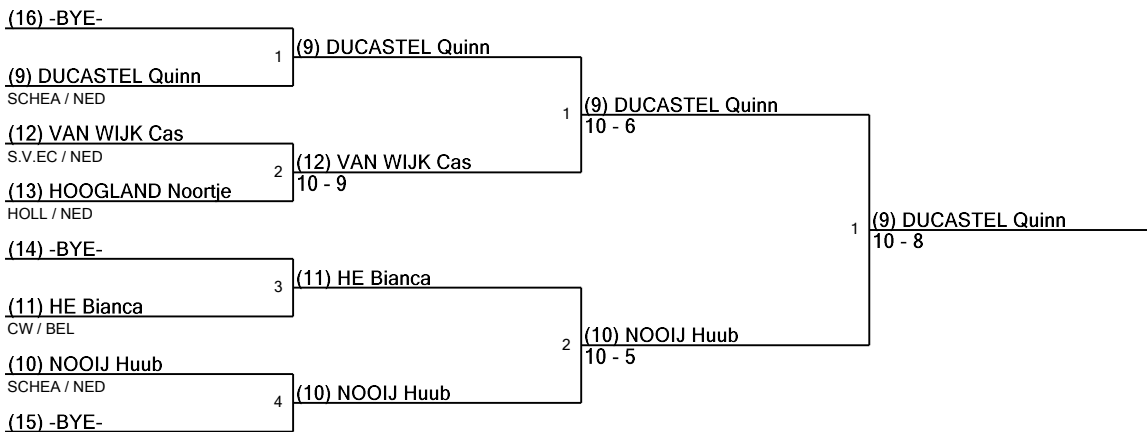 (16) -BYE-
1
(9) DUCASTEL Quinn
(9) DUCASTEL Quinn
SCHEA / NED
1
(9) DUCASTEL Quinn
10 - 6
(12) VAN WIJK Cas
S.V.EC / NED
2
(12) VAN WIJK Cas
10 - 9
(13) HOOGLAND Noortje
HOLL / NED
1
(9) DUCASTEL Quinn
10 - 8
(14) -BYE-
3
(11) HE Bianca
(11) HE Bianca
CW / BEL
2
(10) NOOIJ Huub
10 - 5
(10) NOOIJ Huub
SCHEA / NED
4
(10) NOOIJ Huub
(15) -BYE-